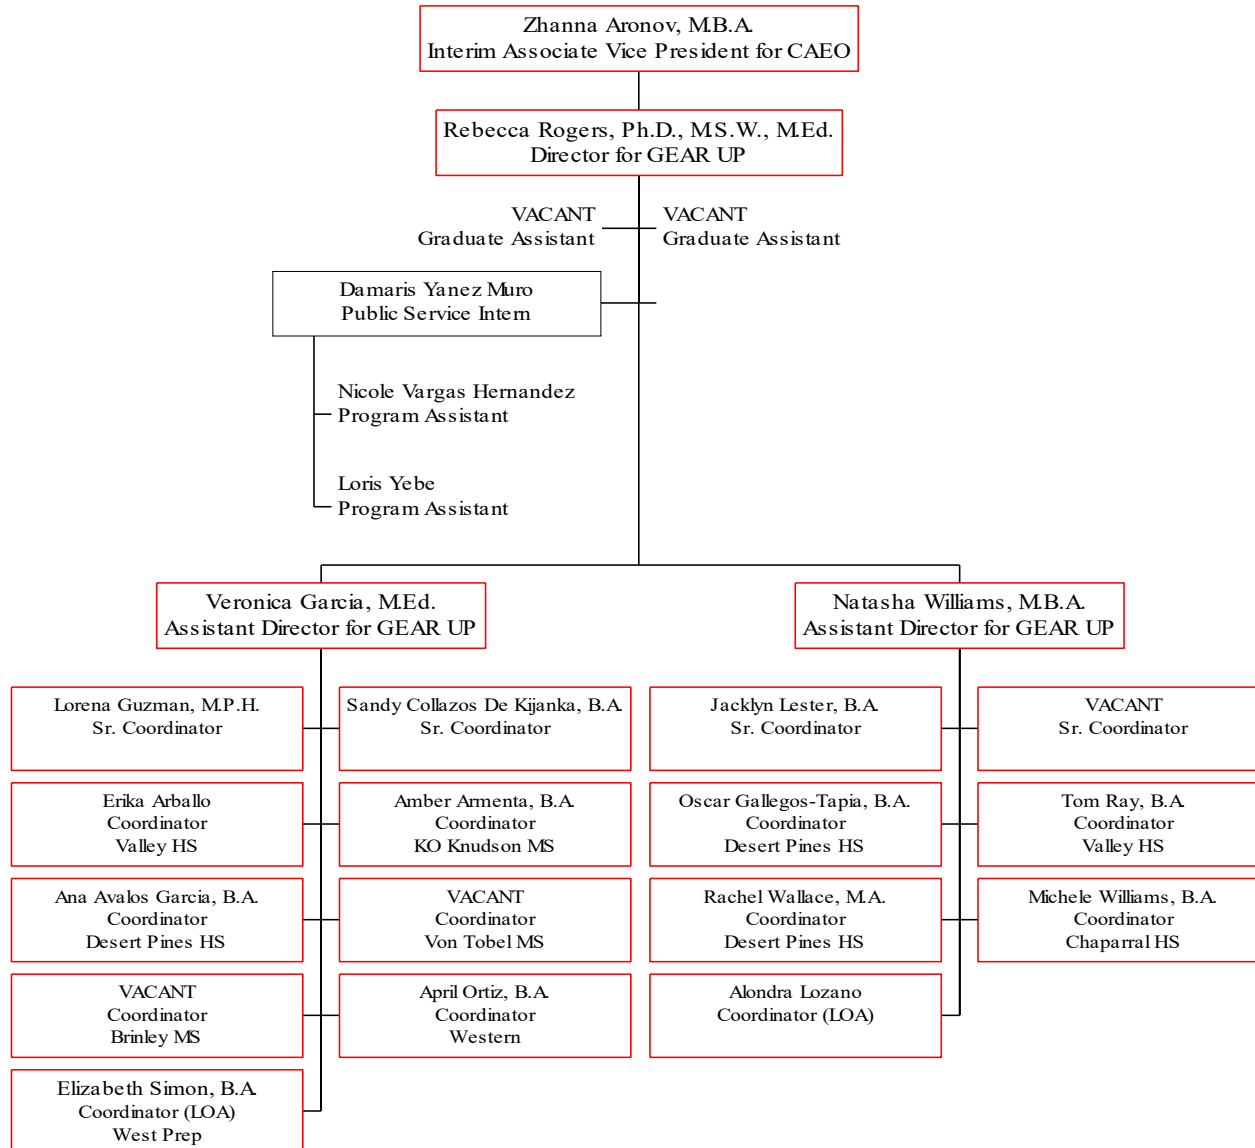 Zhanna Aronov, M.B.A.
Interim Associate Vice President for CAEO
Rebecca Rogers, Ph.D., M.S.W., M.Ed.
Director for GEAR UP
VACANT
Graduate Assistant
VACANT
Graduate Assistant
Damaris Yanez Muro
Public Service Intern
Nicole Vargas Hernandez
Program Assistant
Loris Yebe
Program Assistant
Veronica Garcia, M.Ed.
Assistant Director for GEAR UP
Natasha Williams, M.B.A.
Assistant Director for GEAR UP
Lorena Guzman, M.P.H.
Sr. Coordinator
Sandy Collazos De Kijanka, B.A.
Sr. Coordinator
Jacklyn Lester, B.A.
Sr. Coordinator
VACANT
Sr. Coordinator
Erika Arballo
Coordinator
Valley HS
Amber Armenta, B.A.
Coordinator
KO Knudson MS
Oscar Gallegos-Tapia, B.A.
Coordinator
Desert Pines HS
Tom Ray, B.A.
Coordinator
Valley HS
Ana Avalos Garcia, B.A.
Coordinator
Desert Pines HS
VACANT
Coordinator
Von Tobel MS
Rachel Wallace, M.A.
Coordinator
Desert Pines HS
Michele Williams, B.A.
Coordinator
Chaparral HS
VACANT
Coordinator
Brinley MS
April Ortiz, B.A.
Coordinator
Western
Alondra Lozano
Coordinator (LOA)
Elizabeth Simon, B.A.
Coordinator (LOA)
West Prep